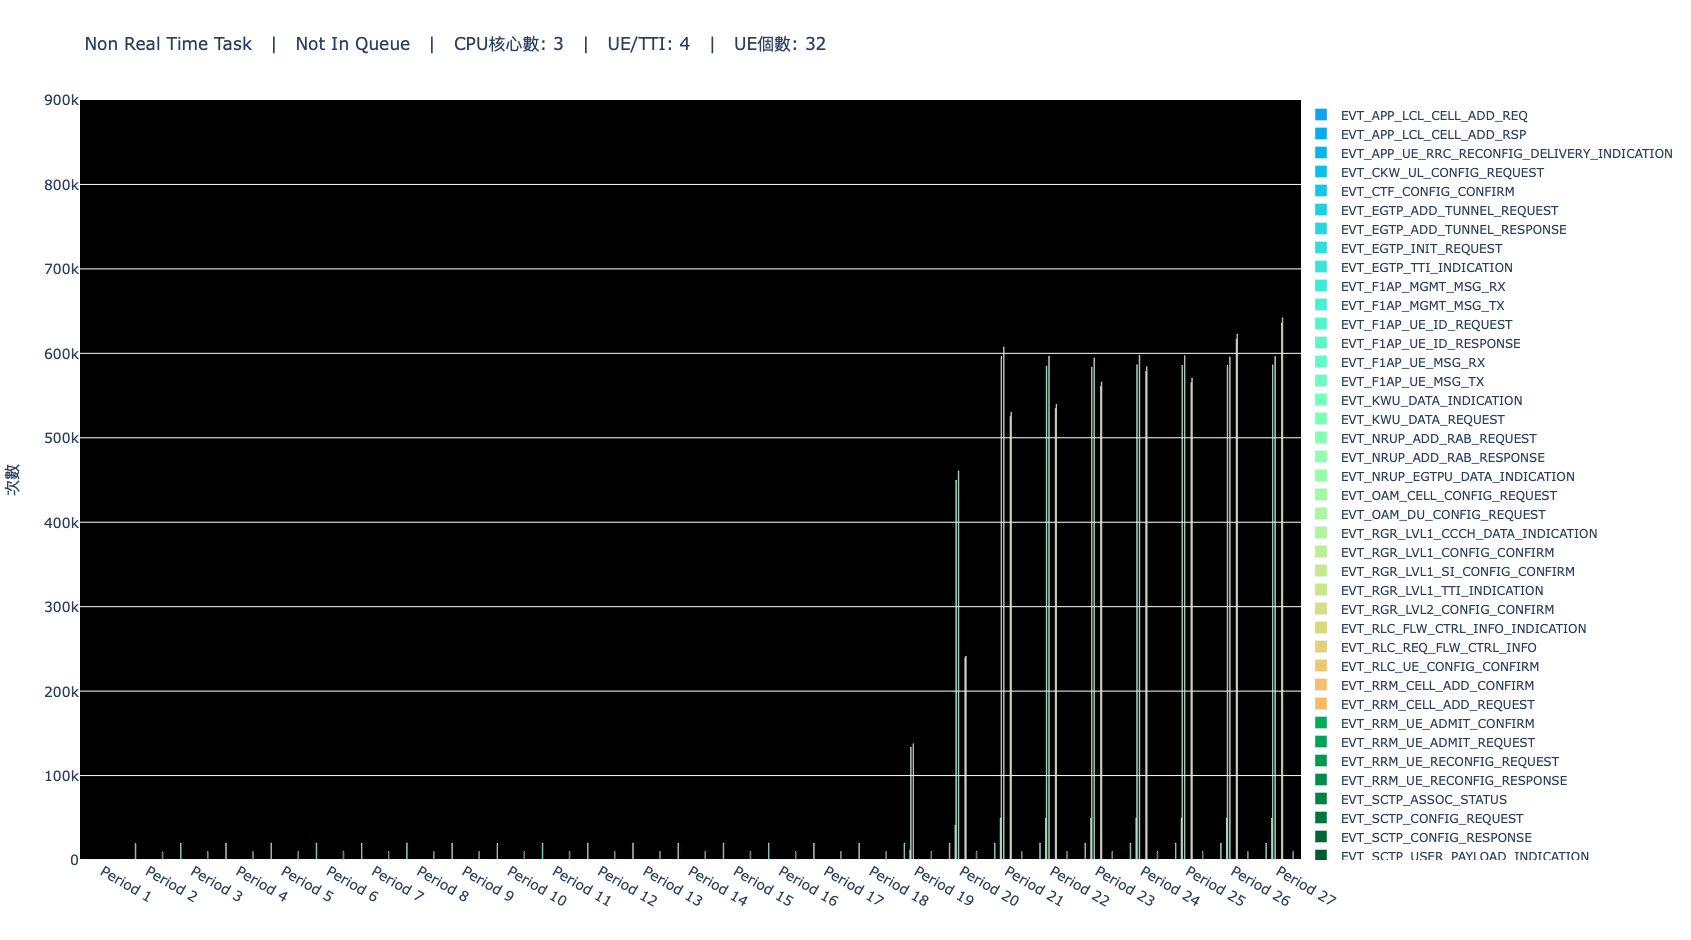 Non Real Time Task | Not In Queue | CPU核心數: 3 | UE/TTI: 4 | UE個數: 32
900k
800k
700k
600k
500k
400k
300k
200k
100k
0
次數
Period 1
Period 2
Period 3
Period 4
Period 5
Period 6
Period 7
Period 8
Period 9
Period 10
Period 11
Period 12
Period 13
Period 14
Period 15
Period 16
Period 17
Period 18
Period 19
Period 20
Period 21
Period 22
Period 23
Period 24
Period 25
Period 26
Period 27
EVT_APP_LCL_CELL_ADD_REQ
EVT_APP_LCL_CELL_ADD_RSP
EVT_APP_UE_RRC_RECONFIG_DELIVERY_INDICATION
EVT_CKW_UL_CONFIG_REQUEST
EVT_CTF_CONFIG_CONFIRM
EVT_EGTP_ADD_TUNNEL_REQUEST
EVT_EGTP_ADD_TUNNEL_RESPONSE
EVT_EGTP_INIT_REQUEST
EVT_EGTP_TTI_INDICATION
EVT_F1AP_MGMT_MSG_RX
EVT_F1AP_MGMT_MSG_TX
EVT_F1AP_UE_ID_REQUEST
EVT_F1AP_UE_ID_RESPONSE
EVT_F1AP_UE_MSG_RX
EVT_F1AP_UE_MSG_TX
EVT_KWU_DATA_INDICATION
EVT_KWU_DATA_REQUEST
EVT_NRUP_ADD_RAB_REQUEST
EVT_NRUP_ADD_RAB_RESPONSE
EVT_NRUP_EGTPU_DATA_INDICATION
EVT_OAM_CELL_CONFIG_REQUEST
EVT_OAM_DU_CONFIG_REQUEST
EVT_RGR_LVL1_CCCH_DATA_INDICATION
EVT_RGR_LVL1_CONFIG_CONFIRM
EVT_RGR_LVL1_SI_CONFIG_CONFIRM
EVT_RGR_LVL1_TTI_INDICATION
EVT_RGR_LVL2_CONFIG_CONFIRM
EVT_RLC_FLW_CTRL_INFO_INDICATION
EVT_RLC_REQ_FLW_CTRL_INFO
EVT_RLC_UE_CONFIG_CONFIRM
EVT_RRM_CELL_ADD_CONFIRM
EVT_RRM_CELL_ADD_REQUEST
EVT_RRM_UE_ADMIT_CONFIRM
EVT_RRM_UE_ADMIT_REQUEST
EVT_RRM_UE_RECONFIG_REQUEST
EVT_RRM_UE_RECONFIG_RESPONSE
EVT_SCTP_ASSOC_STATUS
EVT_SCTP_CONFIG_REQUEST
EVT_SCTP_CONFIG_RESPONSE
EVT_SCTP_USER_PAYLOAD_INDICATION